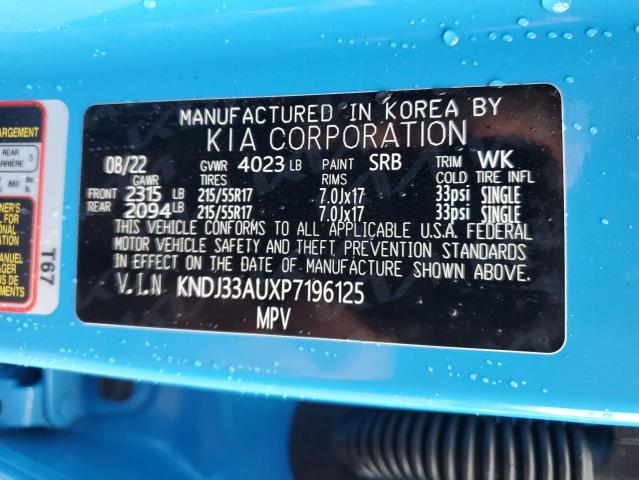 MANUFACTURED IN KOREA BY
KIA CORPORATION
08/22 GVWR 4023 LB PAINT SRB TRIM WK
GAWR TIRES RIMS COLD TIRE INFL
FRONT 2315 LB 215/55R17 7.0Jx17 33psi SINGLE
REAR 2094 LB 215/55R17 7.0Jx17 33psi SINGLE
THIS VEHICLE CONFORMS TO ALL APPLICABLE U.S.A. FEDERAL
MOTOR VEHICLE SAFETY AND THEFT PREVENTION STANDARDS
IN EFFECT ON THE DATE OF MANUFACTURE SHOWN ABOVE.
V.I.N KNDJ33AUXP7196125
MPV
REAR
3
860
T67